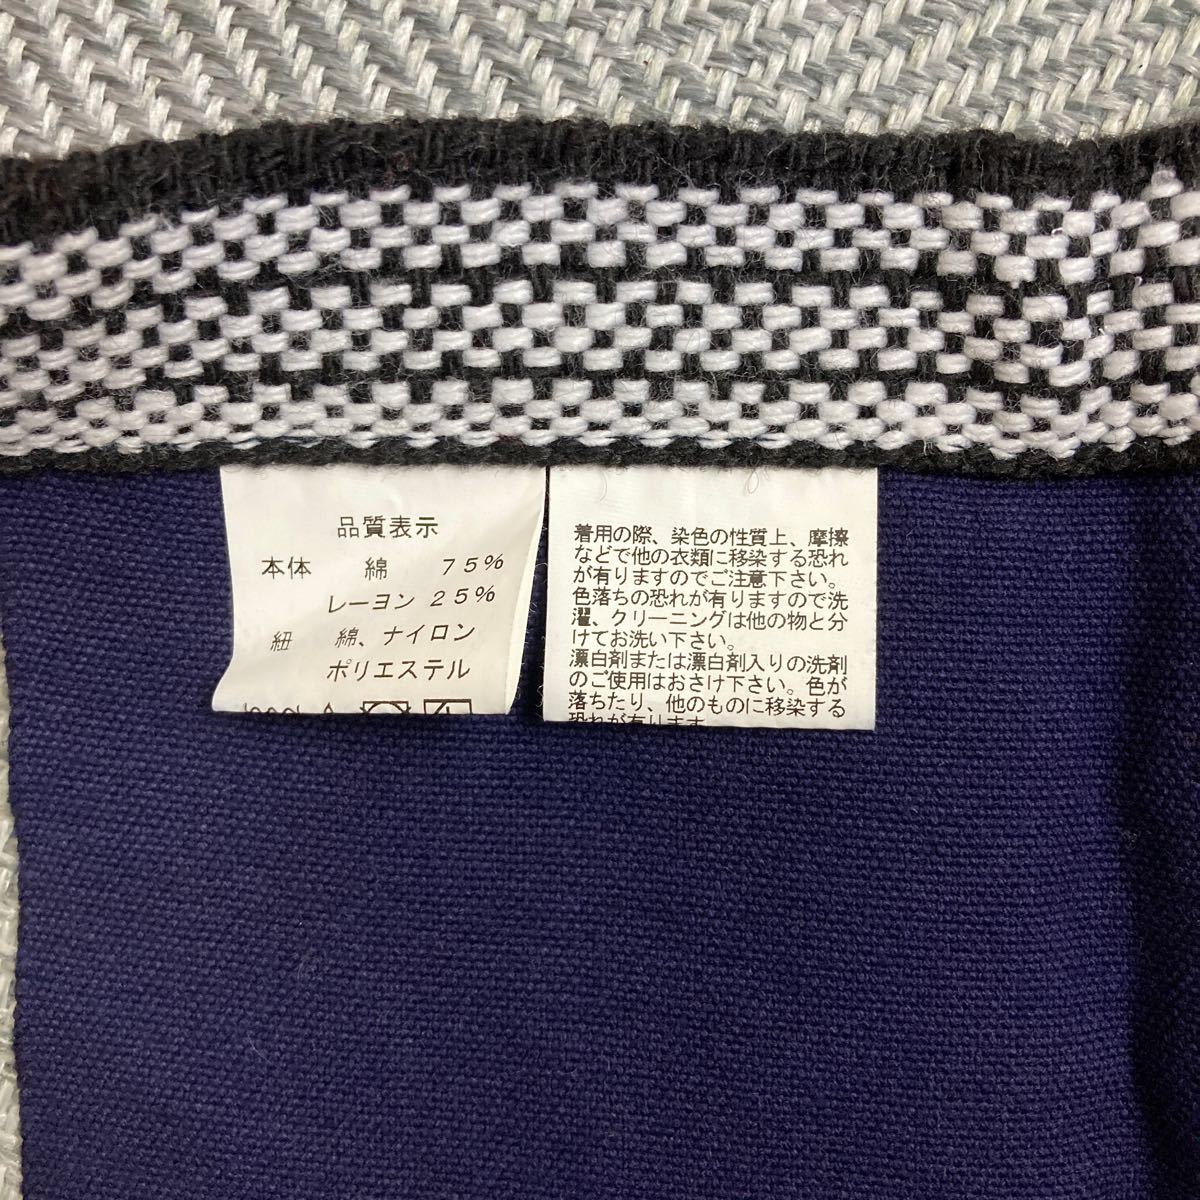 品質表示
本体 綿 75%
レーヨン 25%
紐 綿、ナイロン
ポリエステル
着用の際、染色の性質上、摩擦
などで他の衣類に移染する恐れ
が有りますのでご注意下さい。
色落ちの恐れが有りますので洗
濯、クリーニングは他の物と分
けてお洗い下さい。
漂白剤または漂白剤入りの洗剤
のご使用はおさけ下さい。色が
落ちたり、他のものに移染する
恐れが有ります